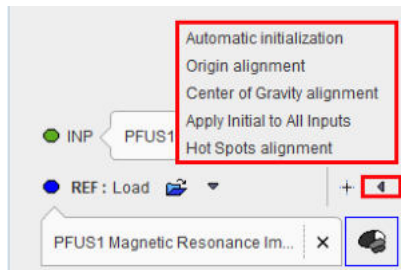 Automatic initialization
Origin alignment
Center of Gravity alignment
Apply Initial to All Inputs
Hot Spots alignment
INP PFUS1
REF : Load
PFUS1 Magnetic Resonance Im...